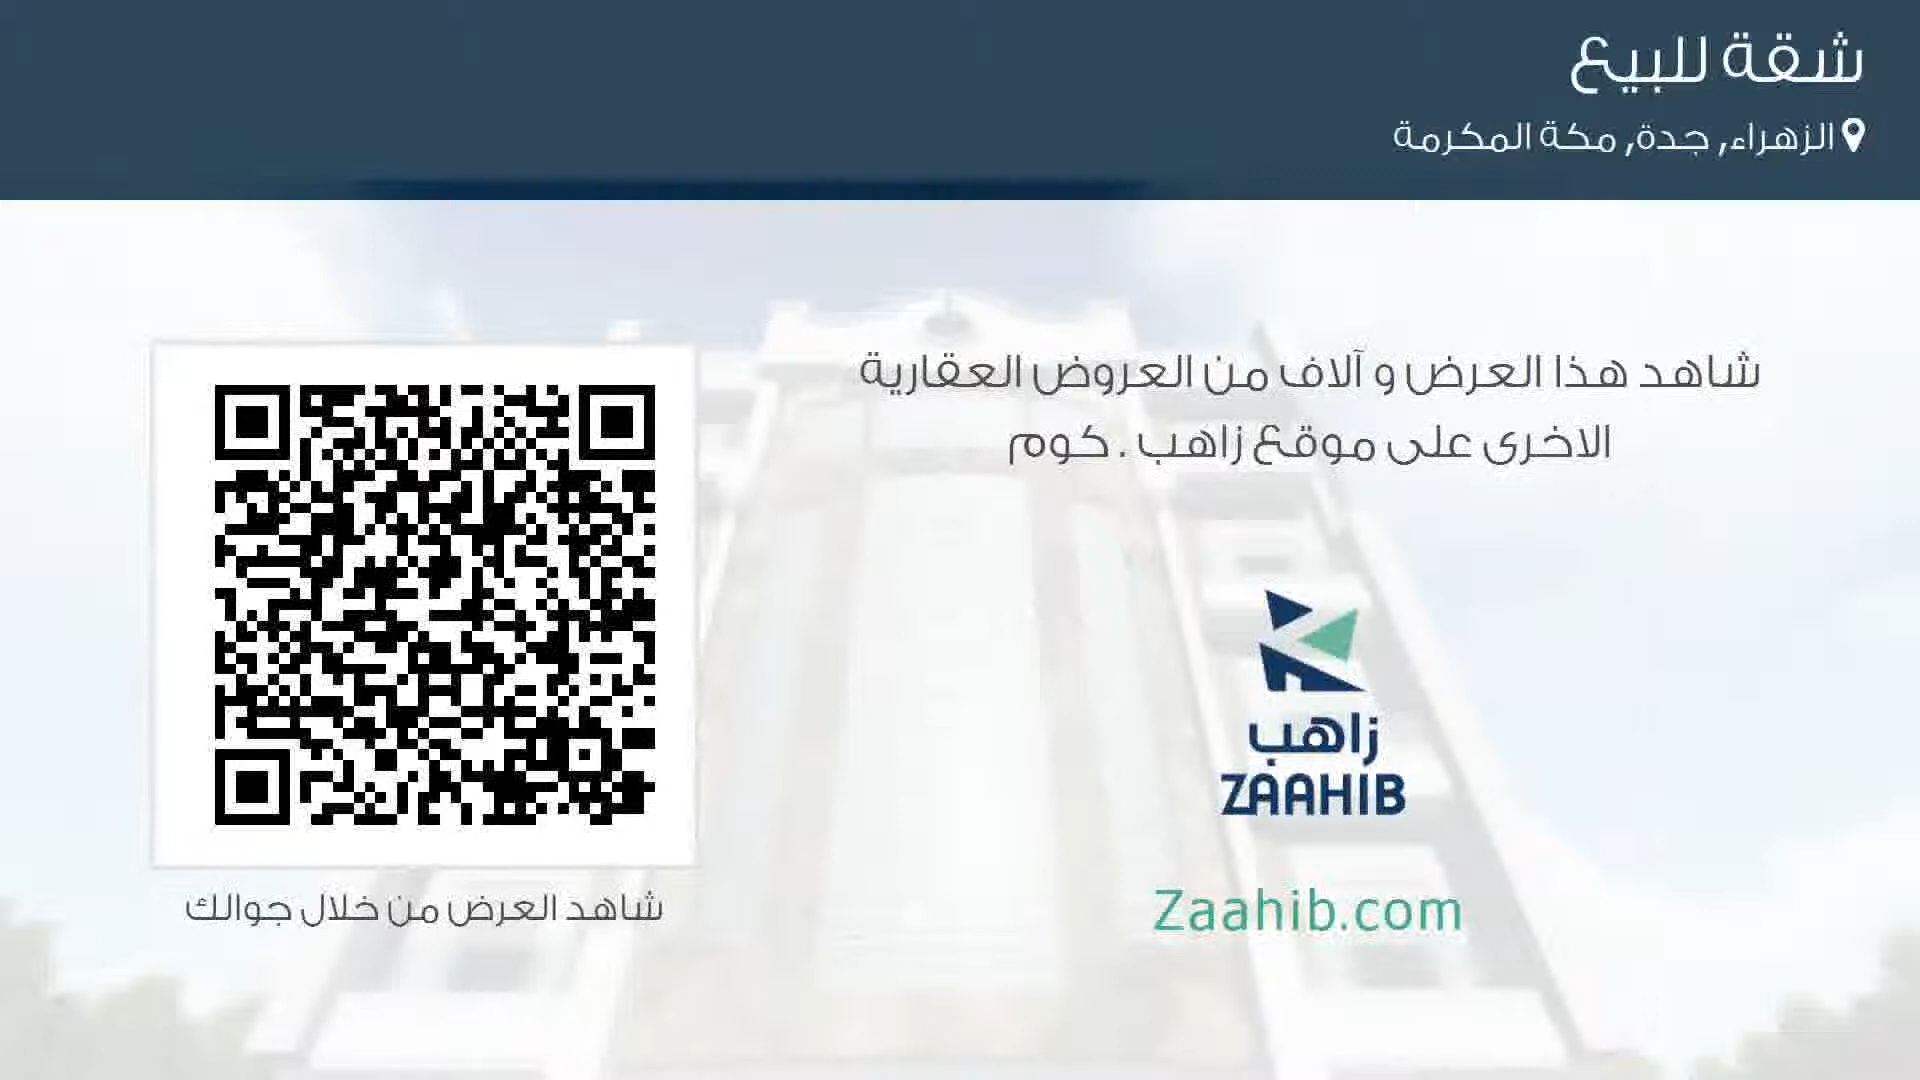 شقة للبيع
الزهراء, جدة, مكة المكرمة
شاهد هذا العرض و آلاف من العروض العقارية
الاخرى على موقع زاهب . كوم
زاهب
ZAAHIB
Zaahib.com
شاهد العرض من خلال جوالك